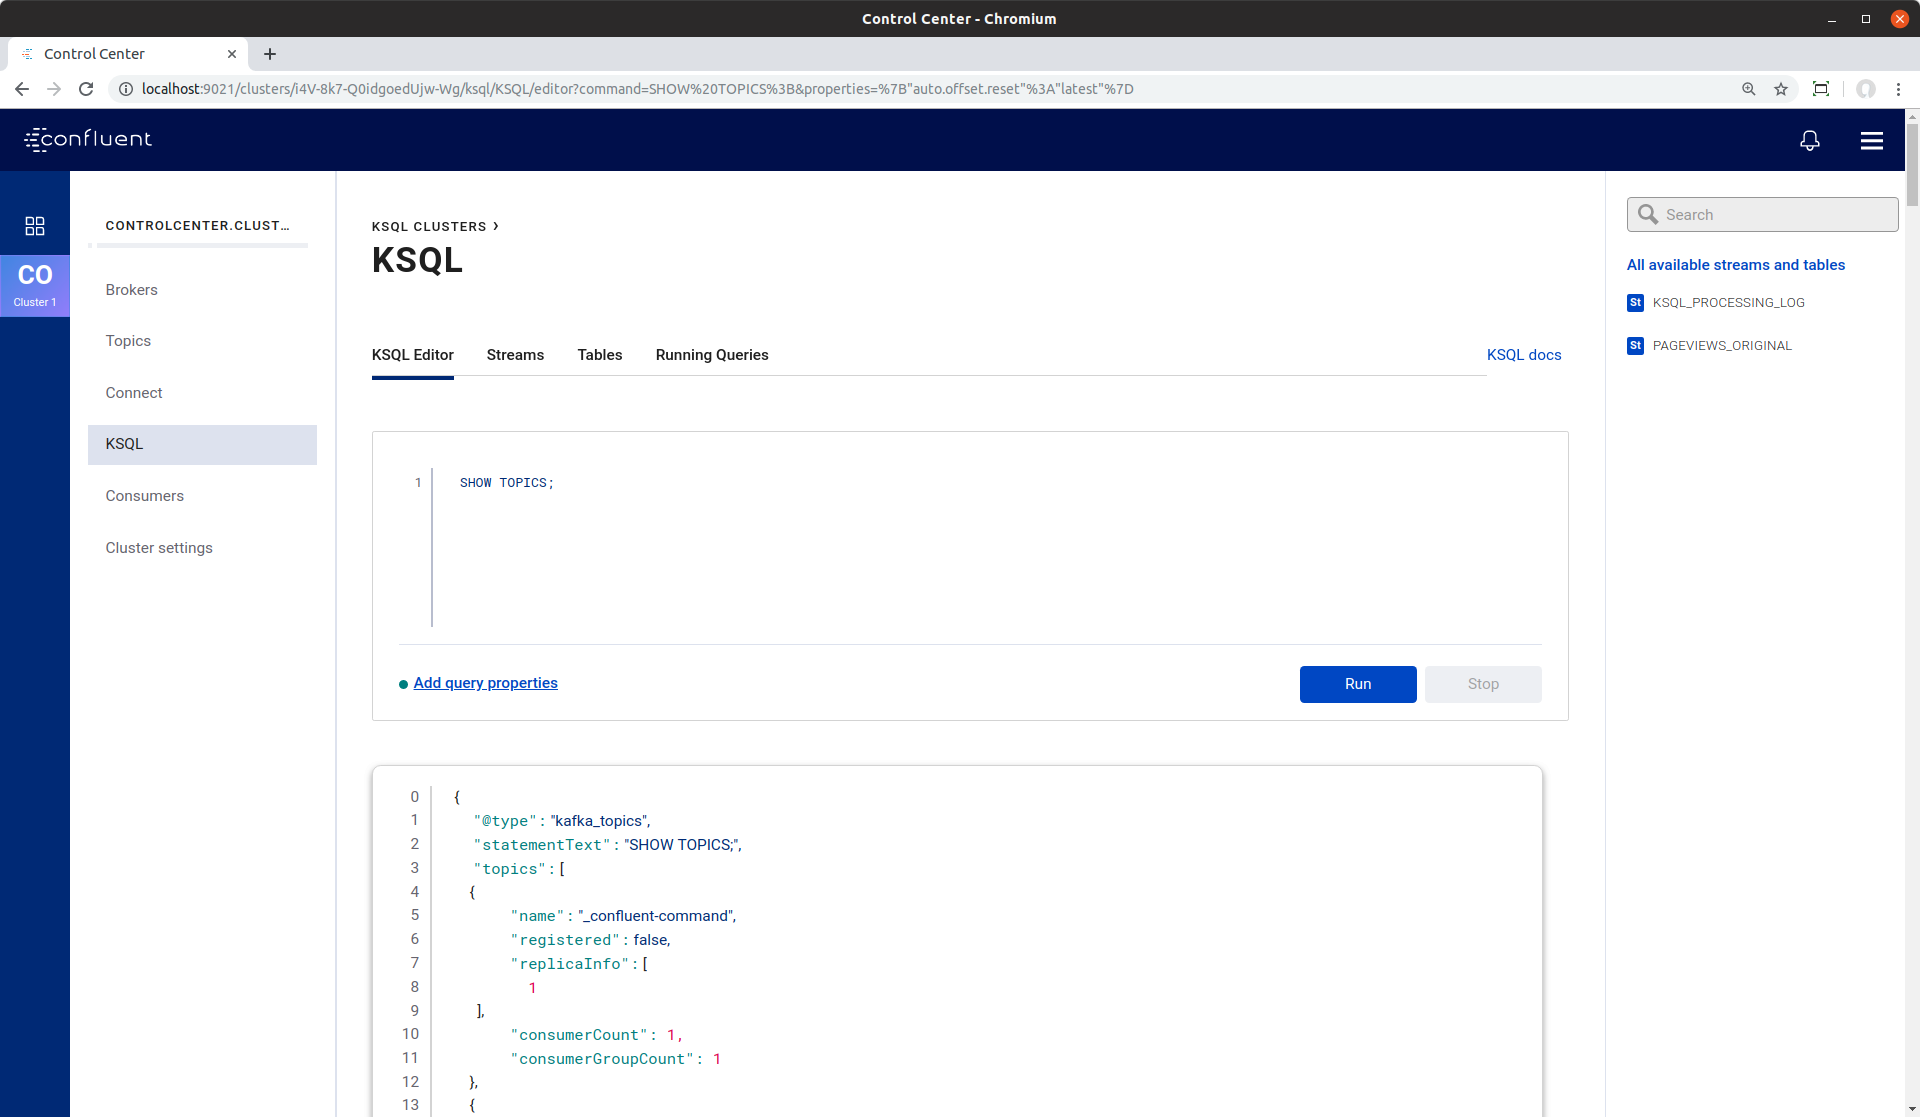 Control Center - Chromium
Control Center
localhost:9021/clusters/i4V-8k7-Q0idgoedUjw-Wg/ksql/KSQL/editor?command=SHOW%20TOPICS%3B&properties=%7B"auto.offset.reset"%3A"latest"%7D
confluent
CO
Cluster 1
CONTROLCENTER.CLUST...
Brokers
Topics
Connect
KSQL
Consumers
Cluster settings
KSQL CLUSTERS ›
KSQL
KSQL Editor Streams Tables Running Queries KSQL docs
1 SHOW TOPICS;
Add query properties
Run Stop
0 {
1 "@type": "kafka_topics",
2 "statementText": "SHOW TOPICS;",
3 "topics": [
4 {
5 "name": "_confluent-command",
6 "registered": false,
7 "replicaInfo": [
8 1
9 ],
10 "consumerCount": 1,
11 "consumerGroupCount": 1
12 },
13 {
Search
All available streams and tables
St KSQL_PROCESSING_LOG
St PAGEVIEWS_ORIGINAL